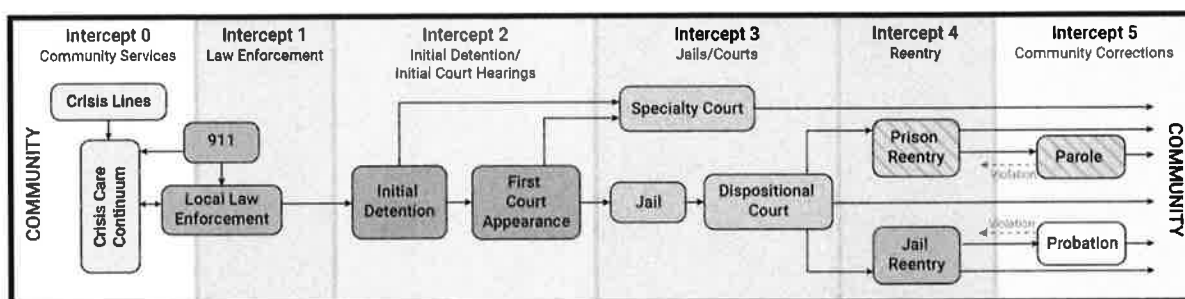 Intercept 0
Community Services
Intercept 1
Law Enforcement
Intercept 2
Initial Detention/
Initial Court Hearings
Intercept 3
Jails/Courts
Intercept 4
Reentry
Intercept 5
Community Corrections
COMMUNITY
Crisis Lines
Crisis Care
Continuum
911
Local Law
Enforcement
Initial
Detention
First
Court
Appearance
Specialty Court
Jail
Dispositional
Court
Prison
Reentry
Violation
Parole
Violation
Jail
Reentry
Probation
COMMUNITY